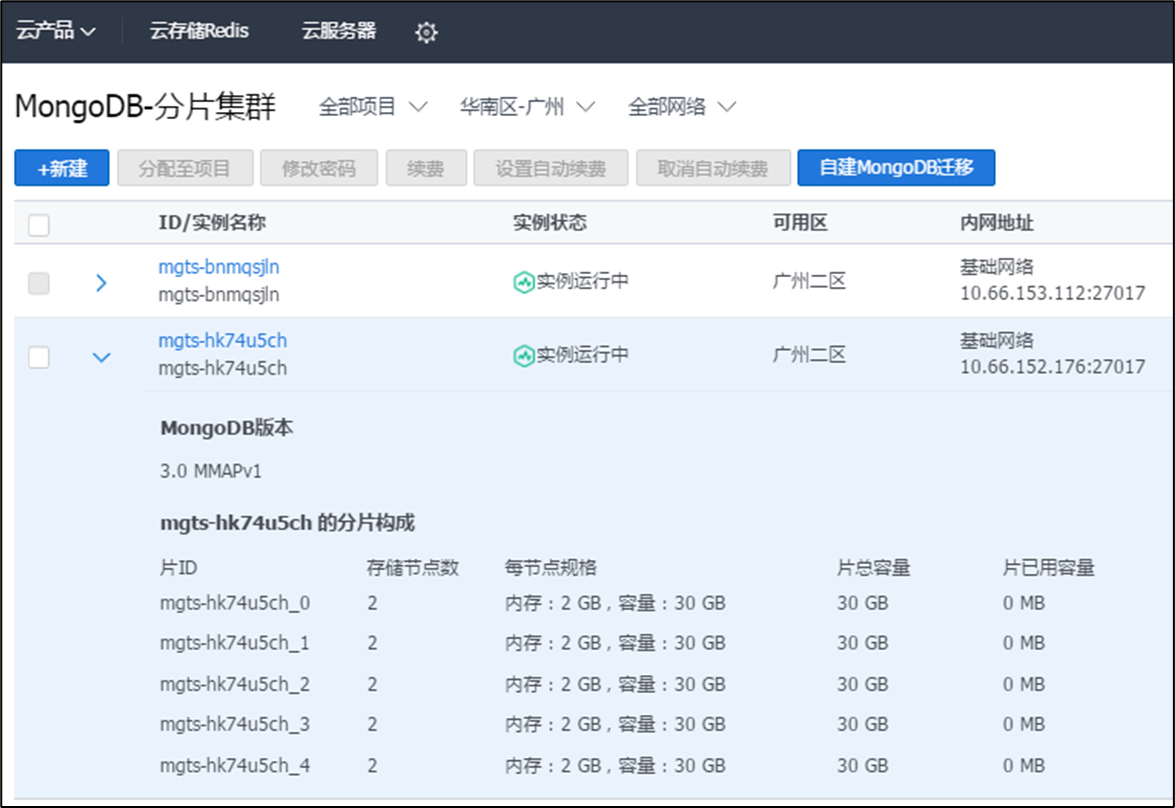 云产品 云存储Redis 云服务器
MongoDB-分片集群 全部项目 华南区-广州 全部网络
+新建 分配至项目 修改密码 续费 设置自动续费 取消自动续费 自建MongoDB迁移
ID/实例名称 实例状态 可用区 内网地址
mgts-bnmqsjln 实例运行中 广州二区 基础网络
mgts-bnmqsjln 10.66.153.112:27017
mgts-hk74u5ch 实例运行中 广州二区 基础网络
mgts-hk74u5ch 10.66.152.176:27017
MongoDB版本
3.0 MMAPv1
mgts-hk74u5ch 的分片构成
片ID 存储节点数 每节点规格 片总容量 片已用容量
mgts-hk74u5ch_0 2 内存：2 GB，容量：30 GB 30 GB 0 MB
mgts-hk74u5ch_1 2 内存：2 GB，容量：30 GB 30 GB 0 MB
mgts-hk74u5ch_2 2 内存：2 GB，容量：30 GB 30 GB 0 MB
mgts-hk74u5ch_3 2 内存：2 GB，容量：30 GB 30 GB 0 MB
mgts-hk74u5ch_4 2 内存：2 GB，容量：30 GB 30 GB 0 MB